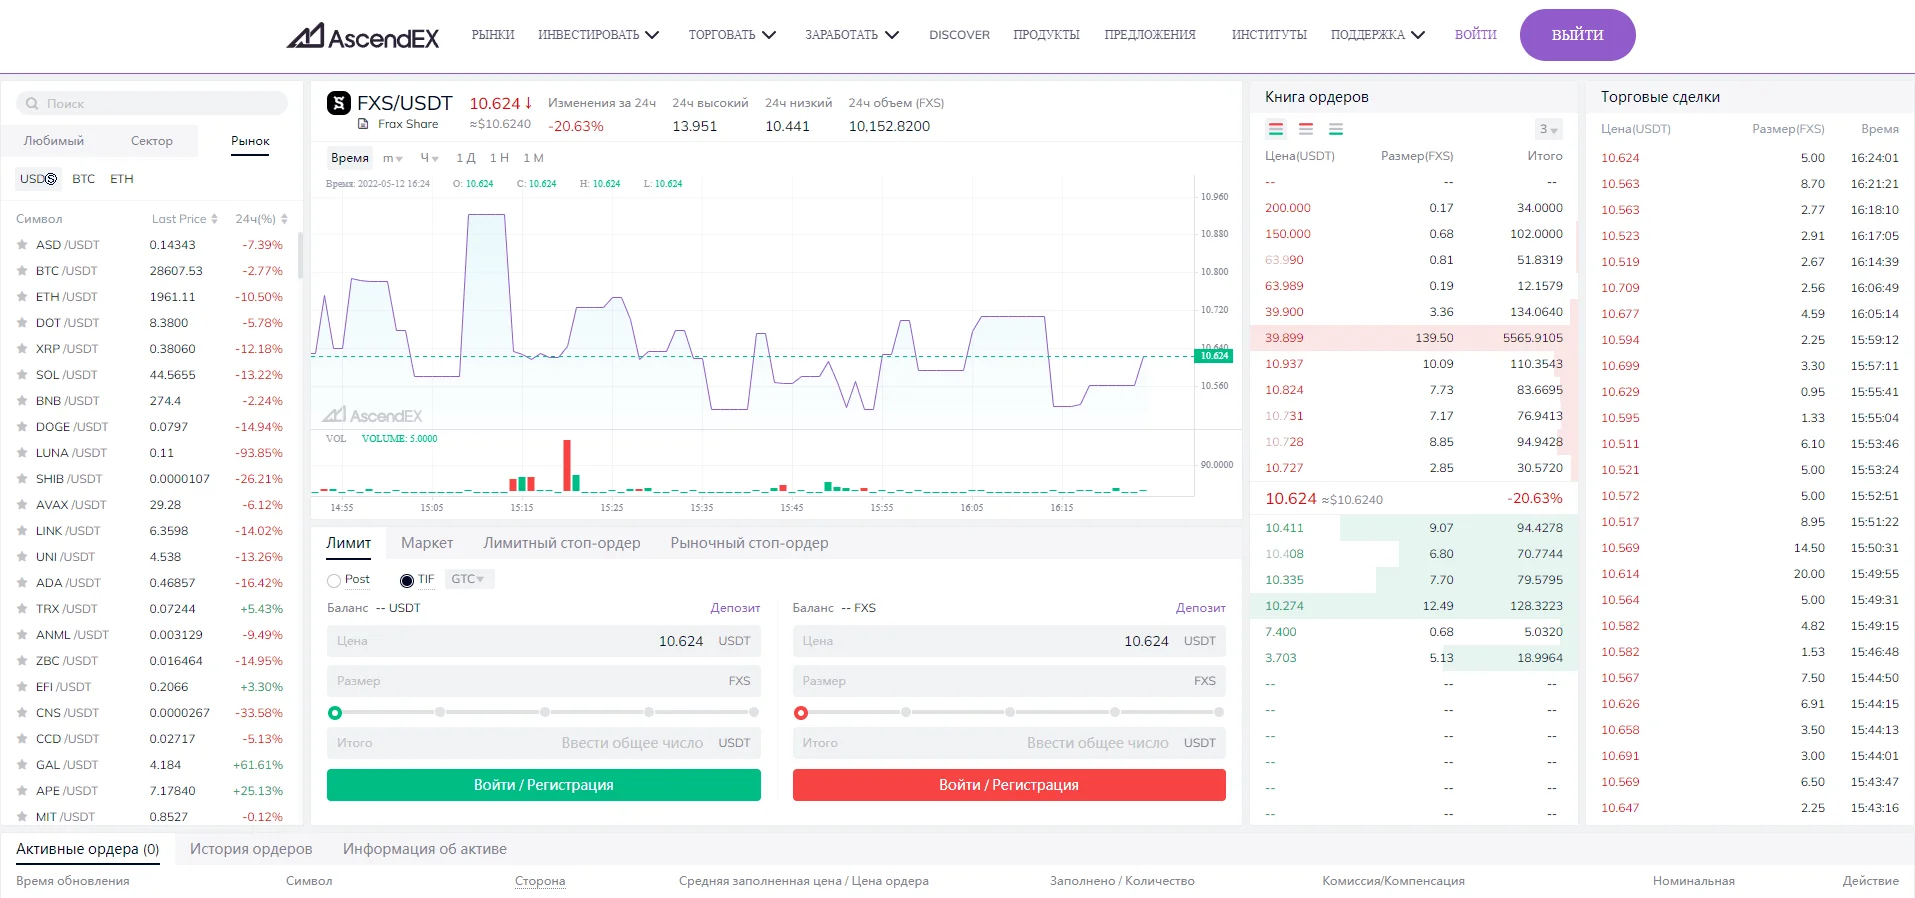 AscendEX РЫНКИ ИНВЕСТИРОВАТЬ ТОРГОВАТЬ ЗАРАБОТАТЬ DISCOVER ПРОДУКТЫ ПРЕДЛОЖЕНИЯ ИНСТИТУТЫ ПОДДЕРЖКА ВОЙТИ ВЫЙТИ
Поиск
Любимый Сектор Рынок
USDⓈ BTC ETH
Символ Last Price 24ч(%)
ASD /USDT 0.14343 -7.39%
BTC /USDT 28607.53 -2.77%
ETH /USDT 1961.11 -10.50%
DOT /USDT 8.3800 -5.78%
XRP /USDT 0.38060 -12.18%
SOL /USDT 44.5655 -13.22%
BNB /USDT 274.4 -2.24%
DOGE /USDT 0.0797 -14.94%
LUNA /USDT 0.11 -93.85%
SHIB /USDT 0.0000107 -26.21%
AVAX /USDT 29.28 -6.12%
LINK /USDT 6.3598 -14.02%
UNI /USDT 4.538 -13.26%
ADA /USDT 0.46857 -16.42%
TRX /USDT 0.07244 +5.43%
ANML /USDT 0.003129 -9.49%
ZBC /USDT 0.016464 -14.95%
EFI /USDT 0.2066 +3.30%
CNS /USDT 0.0000267 -33.58%
CCD /USDT 0.02717 -5.13%
GAL /USDT 4.184 +61.61%
APE /USDT 7.17840 +25.13%
MIT /USDT 0.8527 -0.12%
FXS/USDT 10.624↓ Изменения за 24ч 24ч высокий 24ч низкий 24ч объем (FXS)
Frax Share ≈$10.6240 -20.63% 13.951 10.441 10,152.8200
Время m Ч 1 Д 1 Н 1 М
Время: 2022-05-12 16:24 O: 10.624 C: 10.624 H: 10.624 L: 10.624
10.960
10.880
10.800
10.720
10.640
10.624
10.560
AscendEX
VOL VOLUME: 5.0000
90.0000
14:55 15:05 15:15 15:25 15:35 15:45 15:55 16:05 16:15
Лимит Маркет Лимитный стоп-ордер Рыночный стоп-ордер
Post TIF GTC
Баланс -- USDT Депозит
Цена 10.624 USDT
Размер FXS
Итого Ввести общее число USDT
Войти / Регистрация
Баланс -- FXS Депозит
Цена 10.624 USDT
Размер FXS
Итого Ввести общее число USDT
Войти / Регистрация
Книга ордеров
3
Цена(USDT) Размер(FXS) Итого
-- -- --
200.000 0.17 34.0000
150.000 0.68 102.0000
63.990 0.81 51.8319
63.989 0.19 12.1579
39.900 3.36 134.0640
39.899 139.50 5565.9105
10.937 10.09 110.3543
10.824 7.73 83.6695
10.731 7.17 76.9413
10.728 8.85 94.9428
10.727 2.85 30.5720
10.624 ≈$10.6240 -20.63%
10.411 9.07 94.4278
10.408 6.80 70.7744
10.335 7.70 79.5795
10.274 12.49 128.3223
7.400 0.68 5.0320
3.703 5.13 18.9964
-- -- --
-- -- --
-- -- --
-- -- --
-- -- --
-- -- --
Торговые сделки
Цена(USDT) Размер(FXS) Время
10.624 5.00 16:24:01
10.563 8.70 16:21:21
10.563 2.77 16:18:10
10.523 2.91 16:17:05
10.519 2.67 16:14:39
10.709 2.56 16:06:49
10.677 4.59 16:05:14
10.594 2.25 15:59:12
10.699 3.30 15:57:11
10.629 0.95 15:55:41
10.595 1.33 15:55:04
10.511 6.10 15:53:46
10.521 5.00 15:53:24
10.572 5.00 15:52:51
10.517 8.95 15:51:22
10.569 14.50 15:50:31
10.614 20.00 15:49:55
10.564 5.00 15:49:31
10.582 4.82 15:49:15
10.582 1.53 15:46:48
10.567 7.50 15:44:50
10.626 6.91 15:44:15
10.658 3.50 15:44:13
10.691 3.00 15:44:01
10.569 6.50 15:43:47
10.647 2.25 15:43:16
Активные ордера (0) История ордеров Информация об активе
Время обновления Символ Сторона Средняя заполненная цена / Цена ордера Заполнено / Количество Комиссия/Компенсация Номинальная Действие